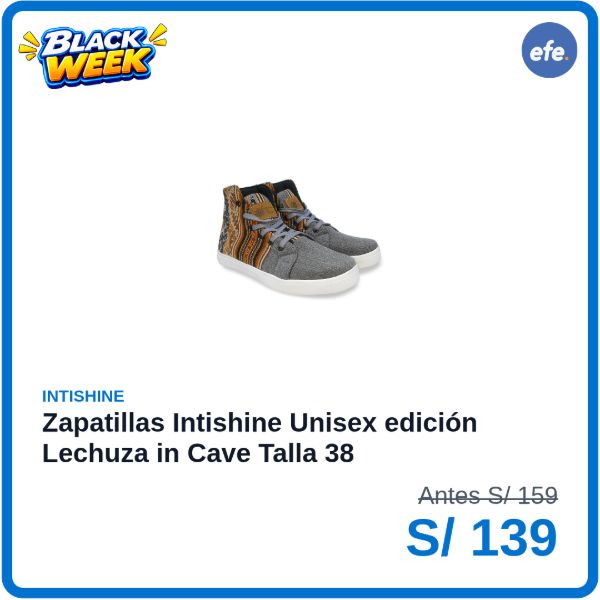 BLACK
WEEK
efe.
INTISHINE
Zapatillas Intishine Unisex edición
Lechuza in Cave Talla 38
Antes S/ 159
S/ 139